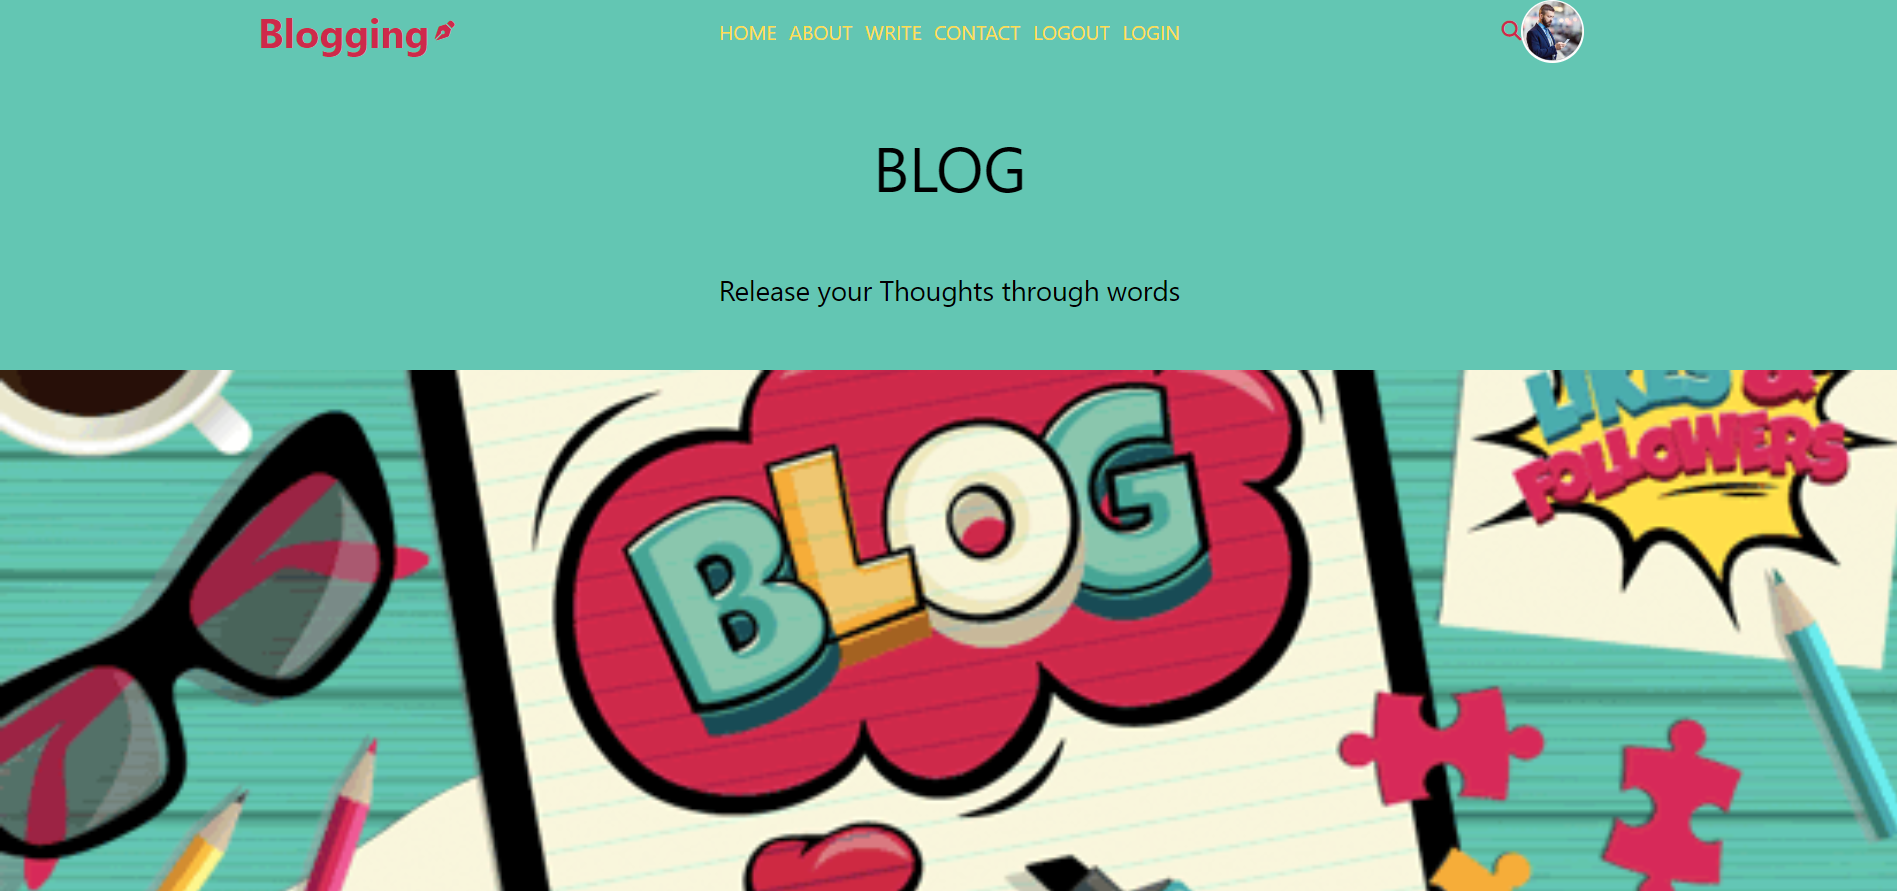 Blogging
HOME ABOUT WRITE CONTACT LOGOUT LOGIN
BLOG
Release your Thoughts through words
BLOG
LIKES &
FOLLOWERS